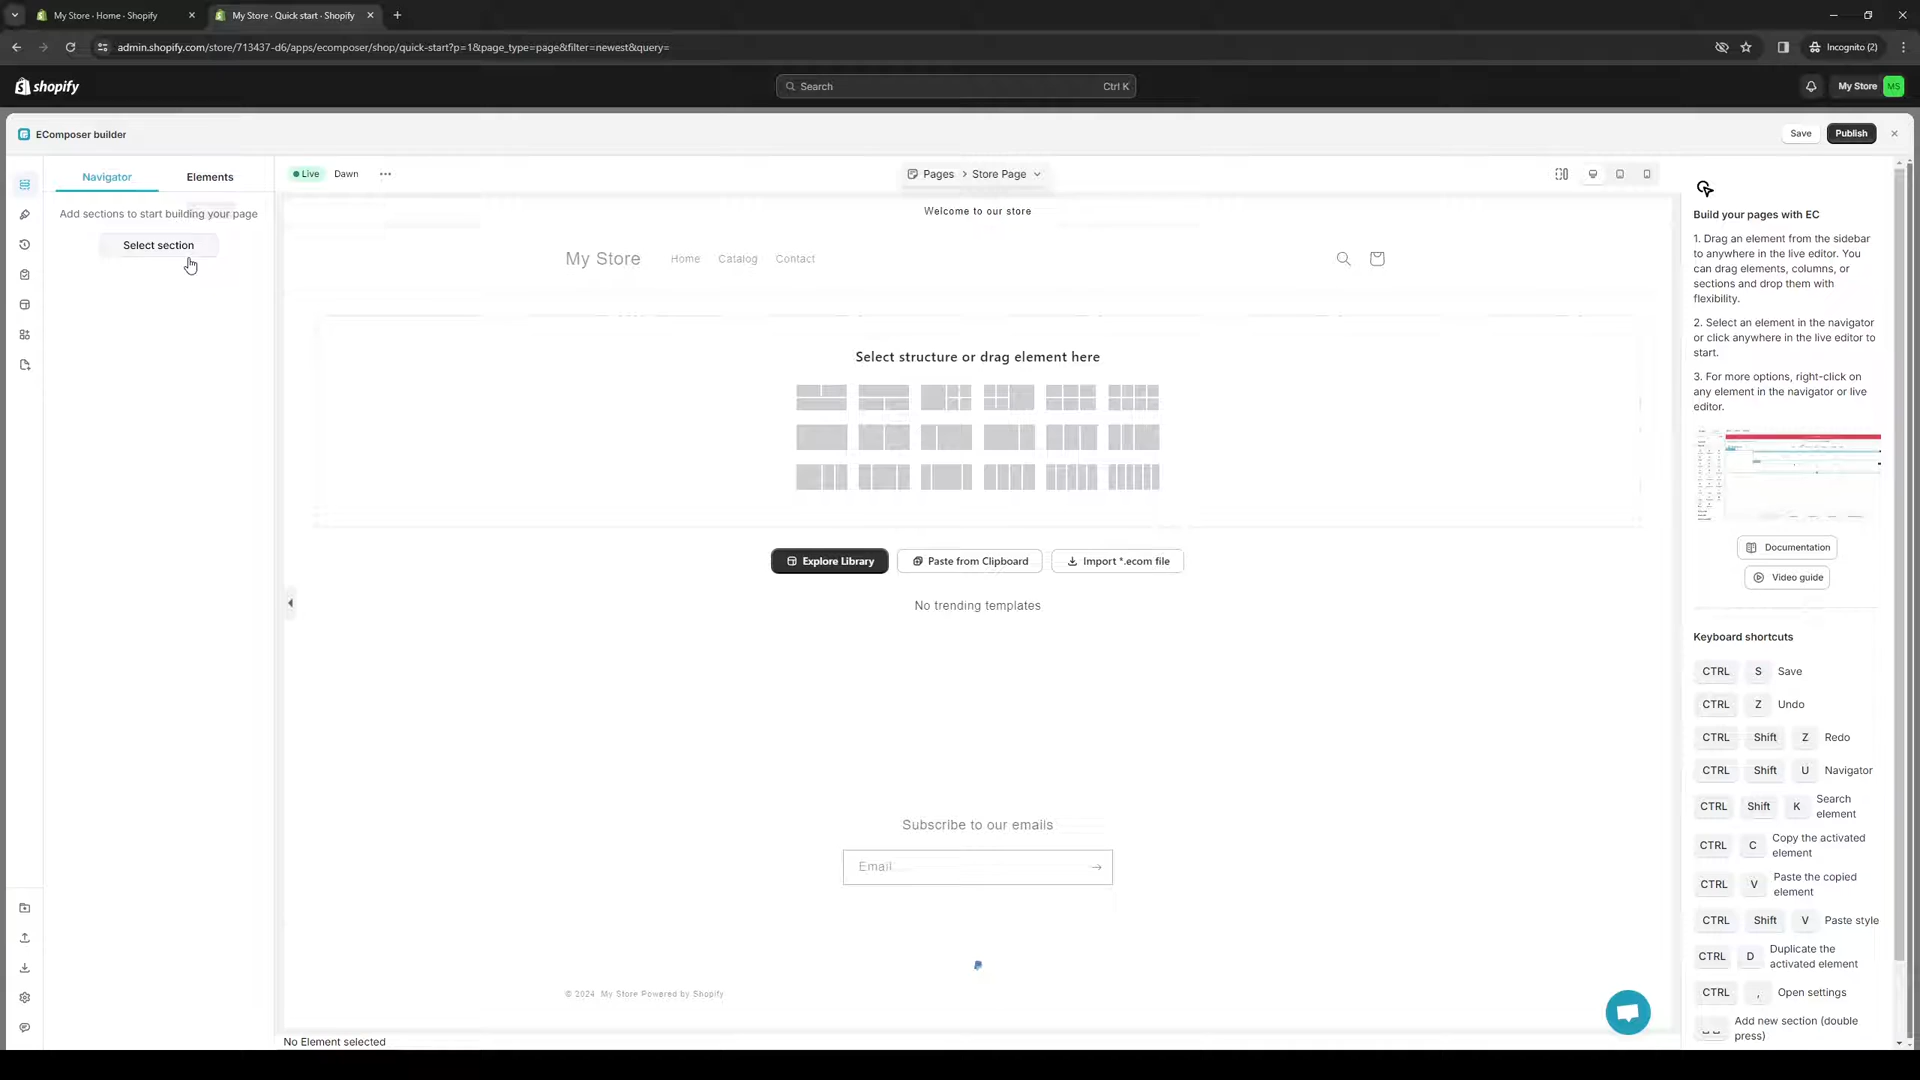 My Store · Home · Shopify
My Store · Quick start · Shopify
admin.shopify.com/store/713437-d6/apps/ecomposer/shop/quick-start?p=1&page_type=page&filter=newest&query=
Incognito (2)
shopify
Search
Ctrl K
My Store
MS
EComposer builder
Save
Publish
Navigator
Elements
Add sections to start building your page
Select section
Live
Dawn
Pages
Store Page
Welcome to our store
My Store
Home
Catalog
Contact
Select structure or drag element here
Explore Library
Paste from Clipboard
Import *.ecom file
No trending templates
Subscribe to our emails
Email
© 2024 My Store Powered by Shopify
No Element selected
Build your pages with EC
1. Drag an element from the sidebar
to anywhere in the live editor. You
can drag elements, columns, or
sections and drop them with
flexibility.
2. Select an element in the navigator
or click anywhere in the live editor to
start.
3. For more options, right-click on
any element in the navigator or live
editor.
Documentation
Video guide
Keyboard shortcuts
CTRL S Save
CTRL Z Undo
CTRL Shift Z Redo
CTRL Shift U Navigator
CTRL Shift K Search
element
CTRL C Copy the activated
element
CTRL V Paste the copied
element
CTRL Shift V Paste style
CTRL D Duplicate the
activated element
CTRL , Open settings
Add new section (double
press)